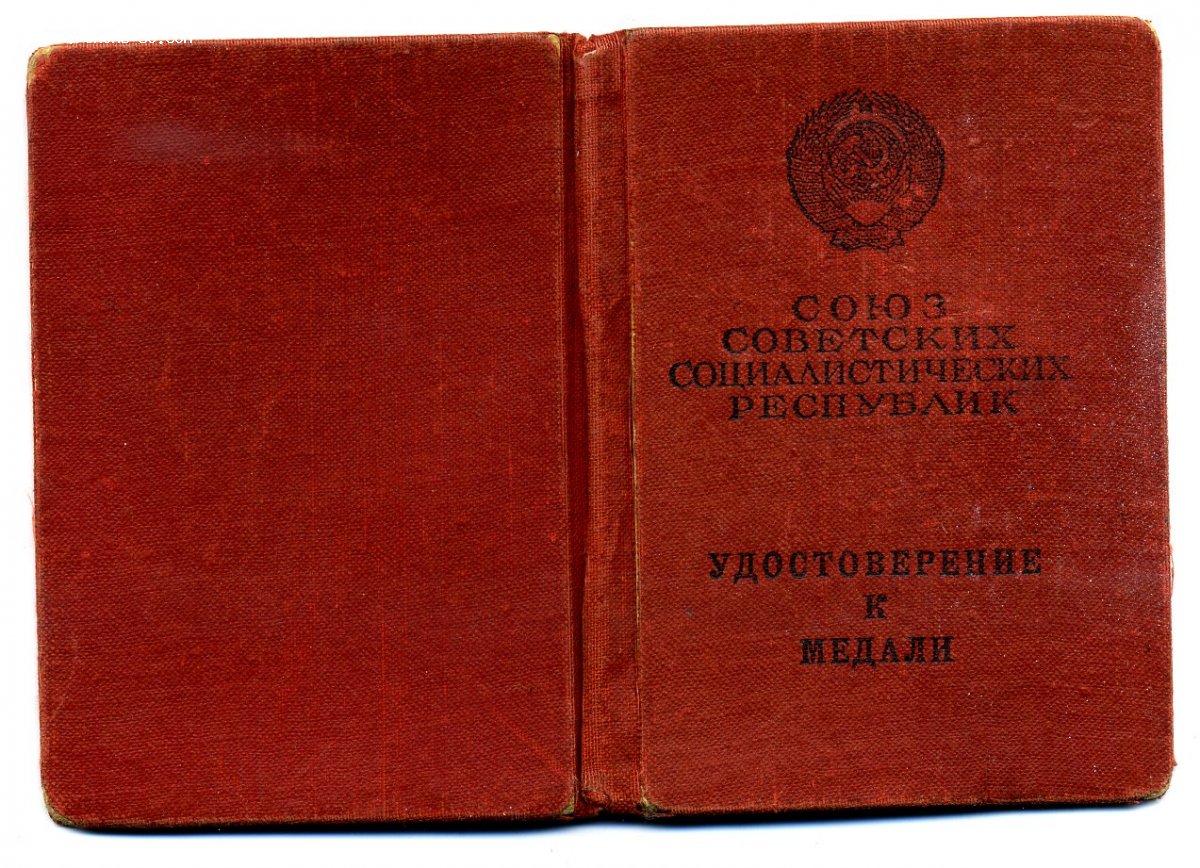 СОЮЗ
СОВЕТСКИХ
СОЦИАЛИСТИЧЕСКИХ
РЕСПУБЛИК
УДОСТОВЕРЕНИЕ
К
МЕДАЛИ